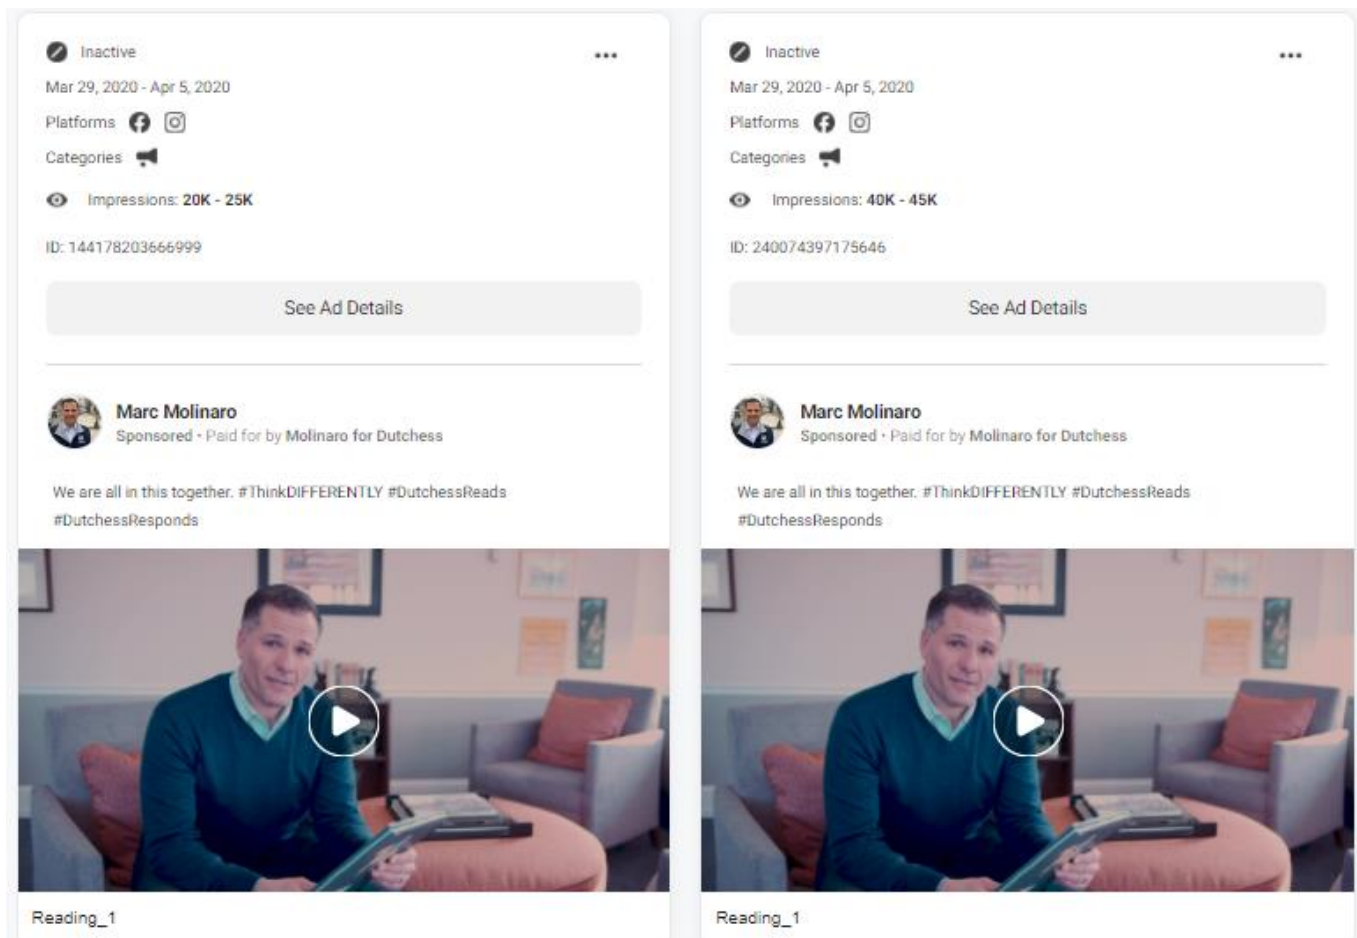 Inactive
Mar 29, 2020 - Apr 5, 2020
Platforms
Categories
Impressions: 20K - 25K
ID: 144178203666999
See Ad Details
Marc Molinaro
Sponsored • Paid for by Molinaro for Dutchess
We are all in this together. #ThinkDIFFERENTLY #DutchessReads
#DutchessResponds
Reading_1
Inactive
Mar 29, 2020 - Apr 5, 2020
Platforms
Categories
Impressions: 40K - 45K
ID: 240074397175646
See Ad Details
Marc Molinaro
Sponsored • Paid for by Molinaro for Dutchess
We are all in this together. #ThinkDIFFERENTLY #DutchessReads
#DutchessResponds
Reading_1